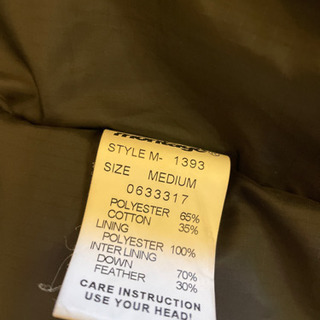 STYLE M- 1393
SIZE MEDIUM
0633317
POLYESTER 65%
COTTON 35%
LINING
POLYESTER 100%
INTER LINING
DOWN 70%
FEATHER 30%
CARE INSTRUCTION
USE YOUR HEAD!